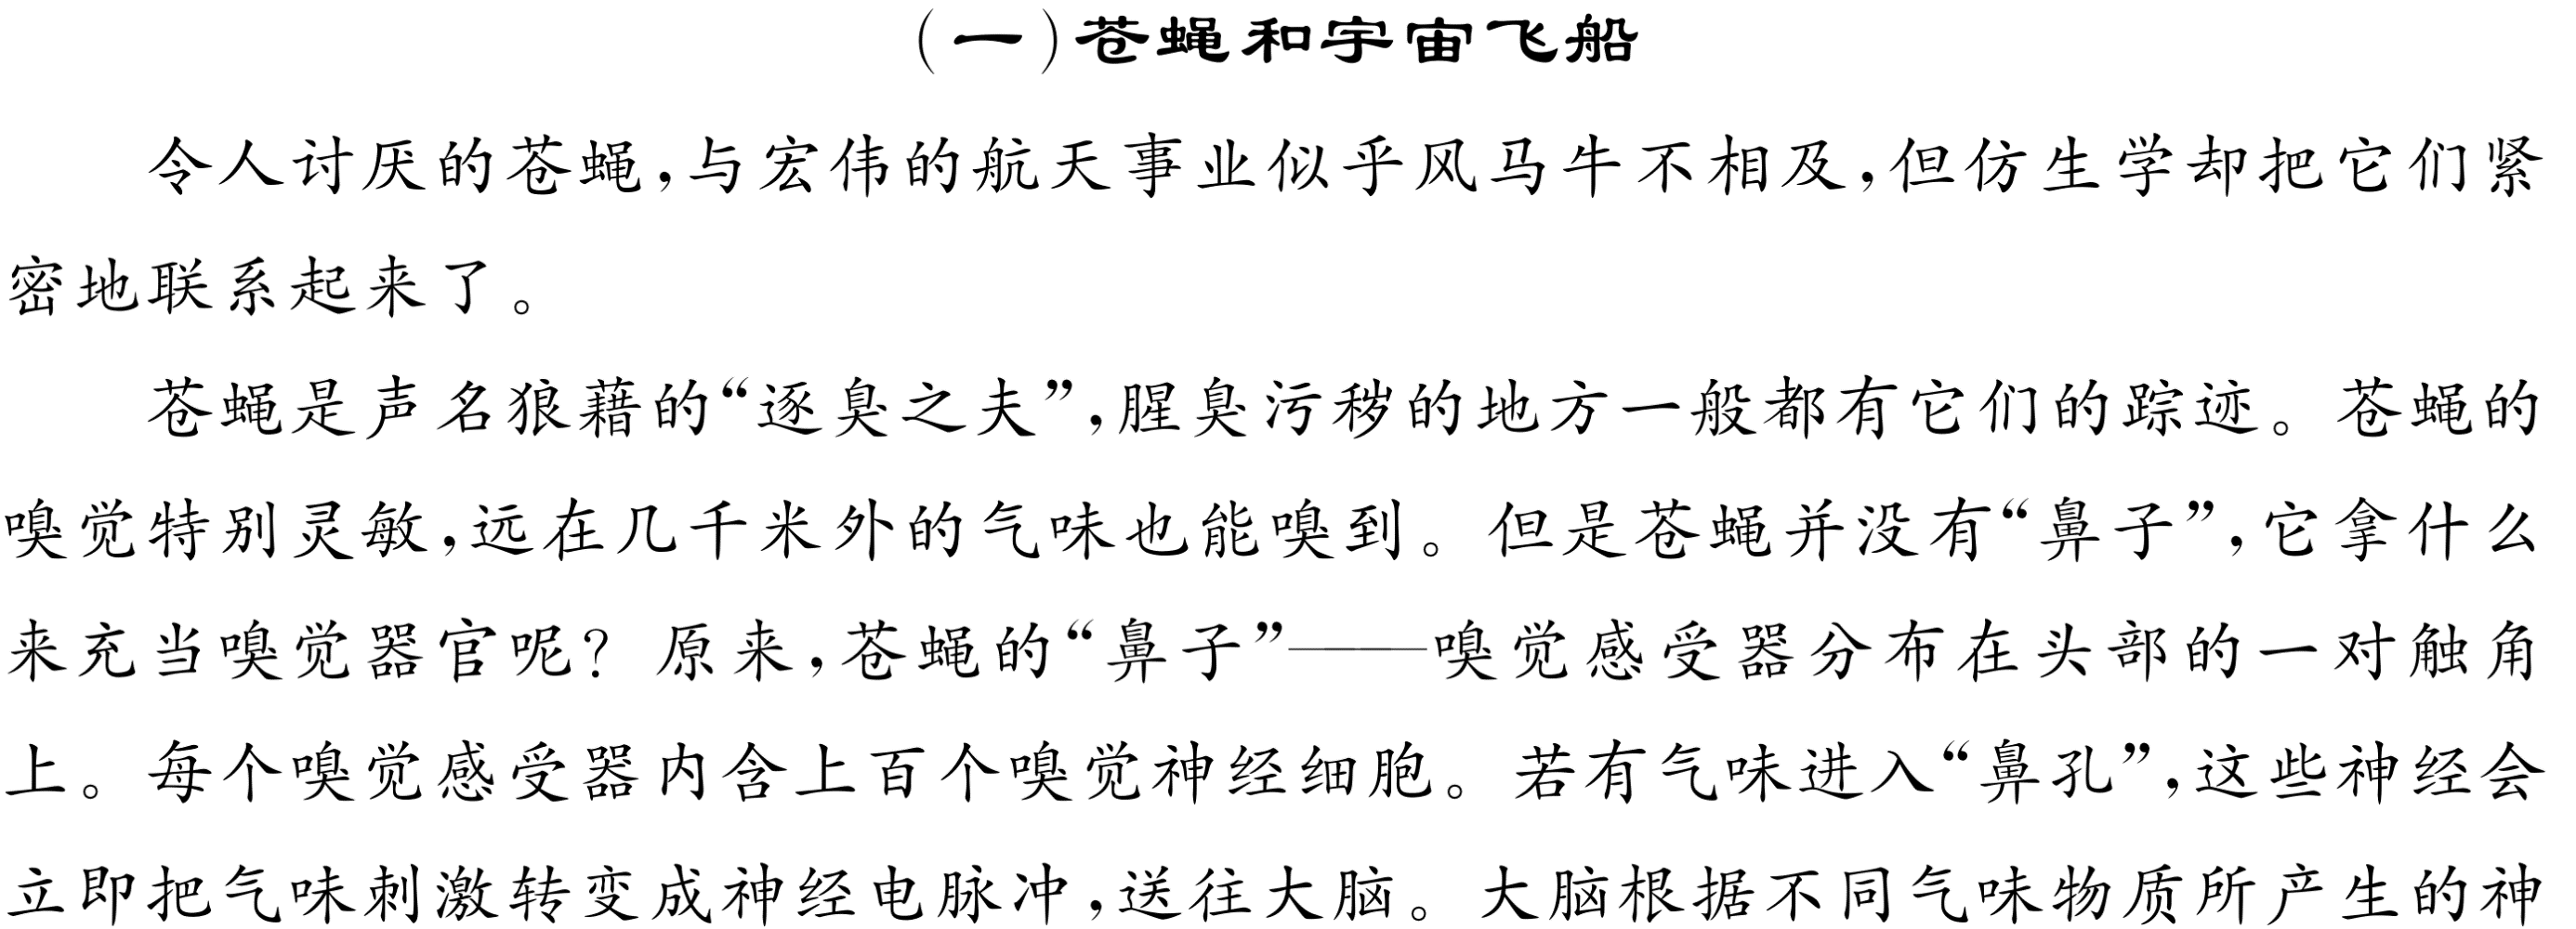 (一)苍蝇和宇宙飞船
令人讨厌的苍蝇,与宏伟的航天事业似乎风马牛不相及,但仿生学却把它们紧
密地联系起来了。
苍蝇是声名狼藉的“逐臭之夫”,腥臭污秽的地方一般都有它们的踪迹。苍蝇的
嗅觉特别灵敏,远在几千米外的气味也能嗅到。但是苍蝇并没有“鼻子”,它拿什么
来充当嗅觉器官呢? 原来,苍蝇的“鼻子”——嗅觉感受器分布在头部的一对触角
上。每个嗅觉感受器内含上百个嗅觉神经细胞。若有气味进入“鼻孔”,这些神经会
立即把气味刺激转变成神经电脉冲,送往大脑。大脑根据不同气味物质所产生的神